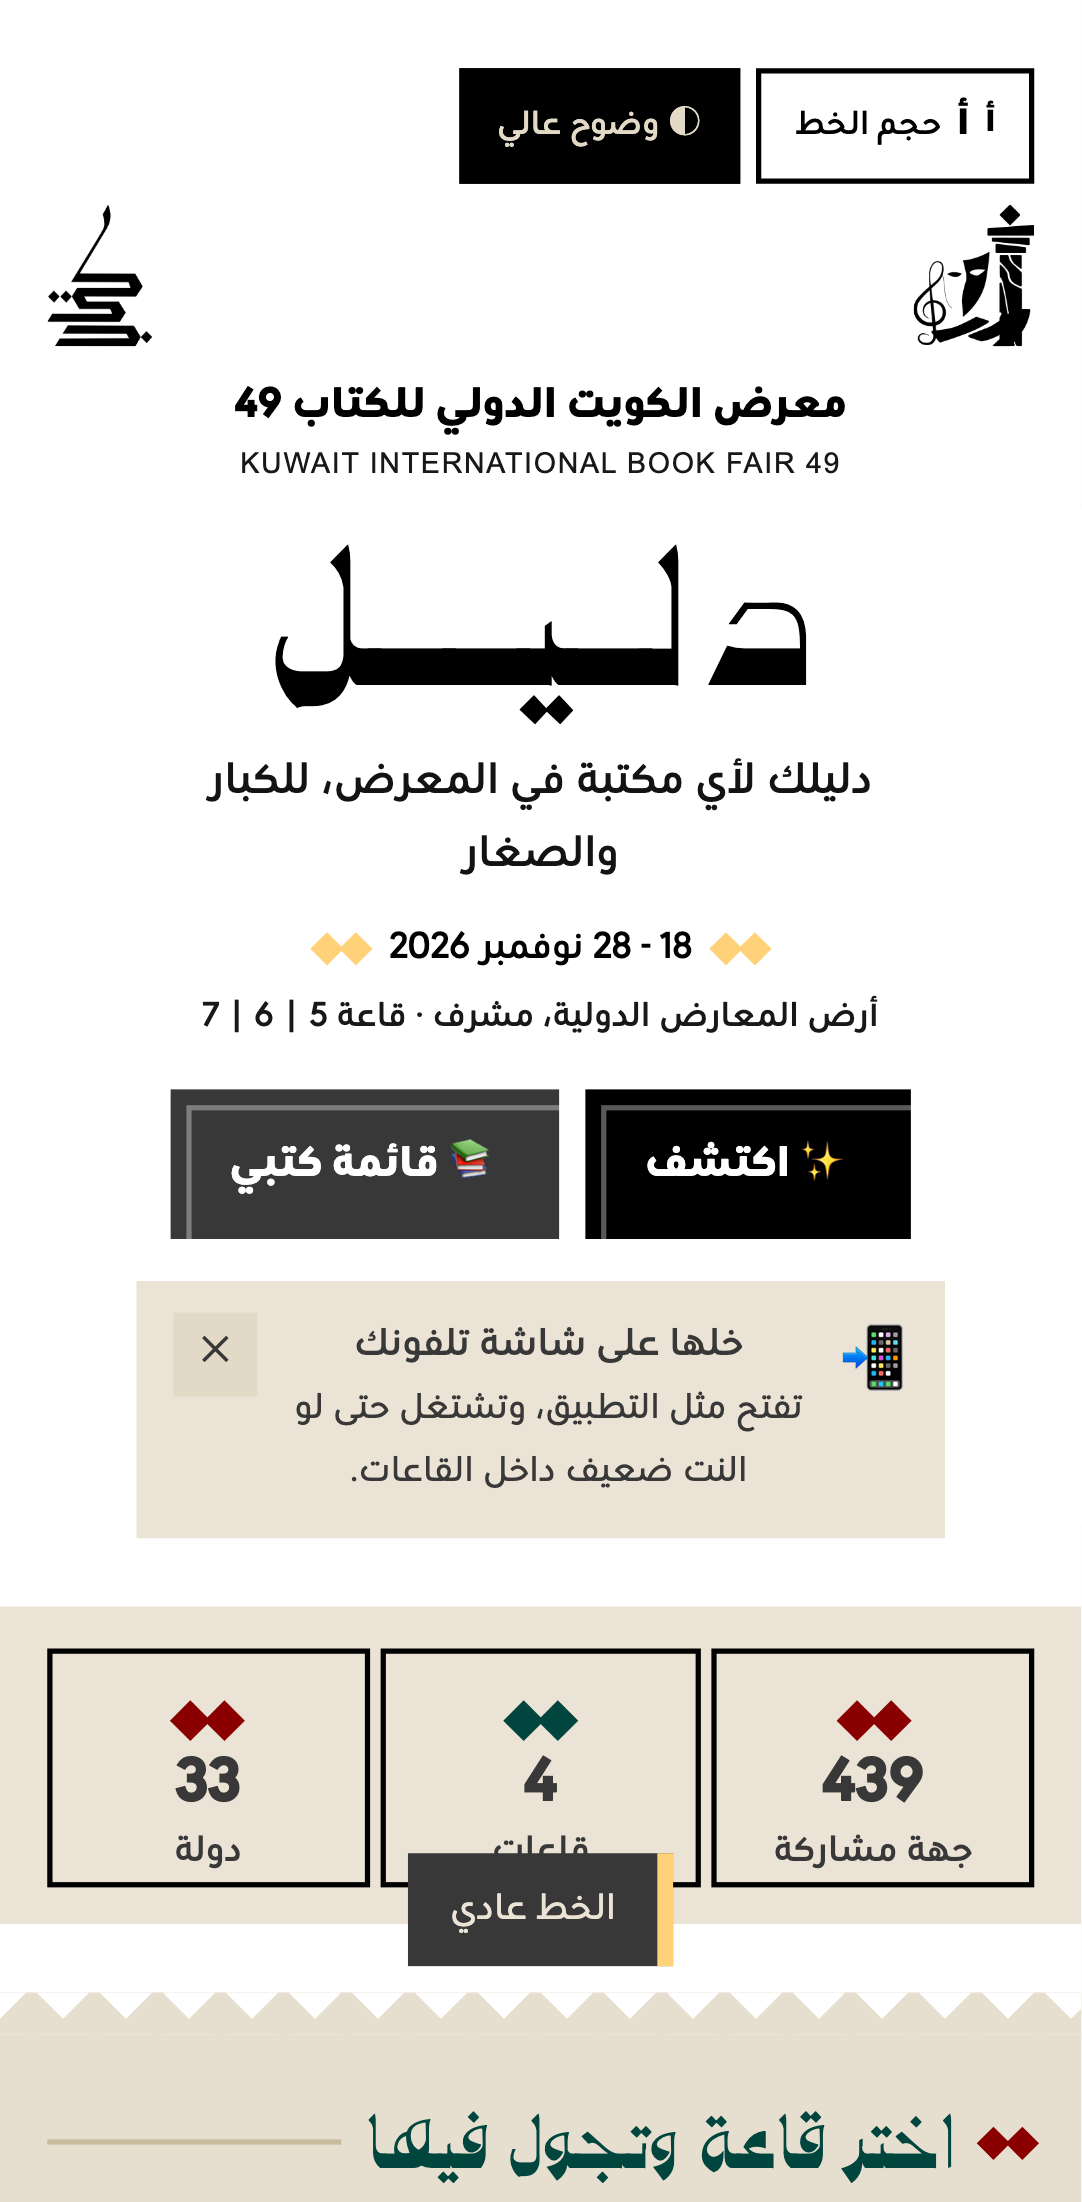 أ أ حجم الخط
وضوح عالي
معرض الكويت الدولي للكتاب 49
KUWAIT INTERNATIONAL BOOK FAIR 49
دليل
دليلك لأي مكتبة في المعرض، للكبار
والصغار
18 - 28 نوفمبر 2026
أرض المعارض الدولية، مشرف · قاعة 5 | 6 | 7
اكتشف
قائمة كتبي
خلها على شاشة تلفونك
×
تفتح مثل التطبيق، وتشتغل حتى لو
النت ضعيف داخل القاعات.
439
جهة مشاركة
4
قاعات
33
دولة
الخط عادي
اختر قاعة وتجول فيها